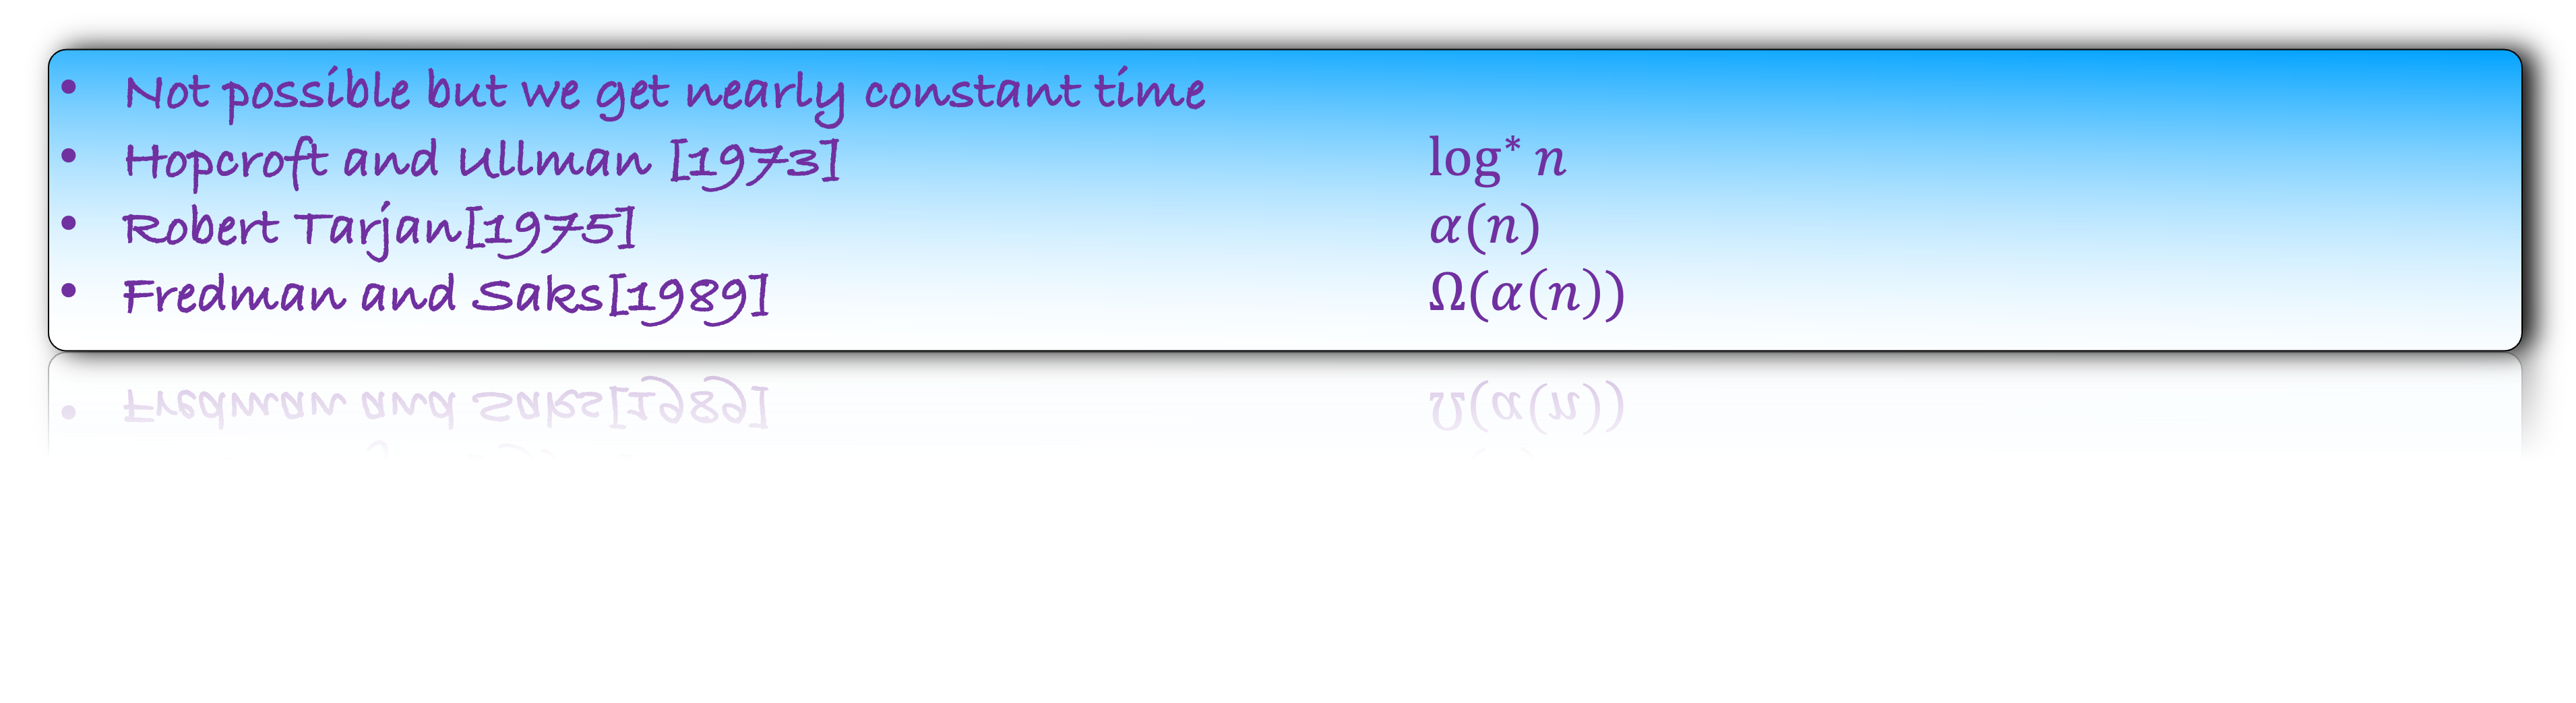 • Not possible but we get nearly constant time
• Hopcroft and Ullman [1973] log* n
• Robert Tarjan[1975] α(n)
• Fredman and Saks[1989] Ω(α(n))